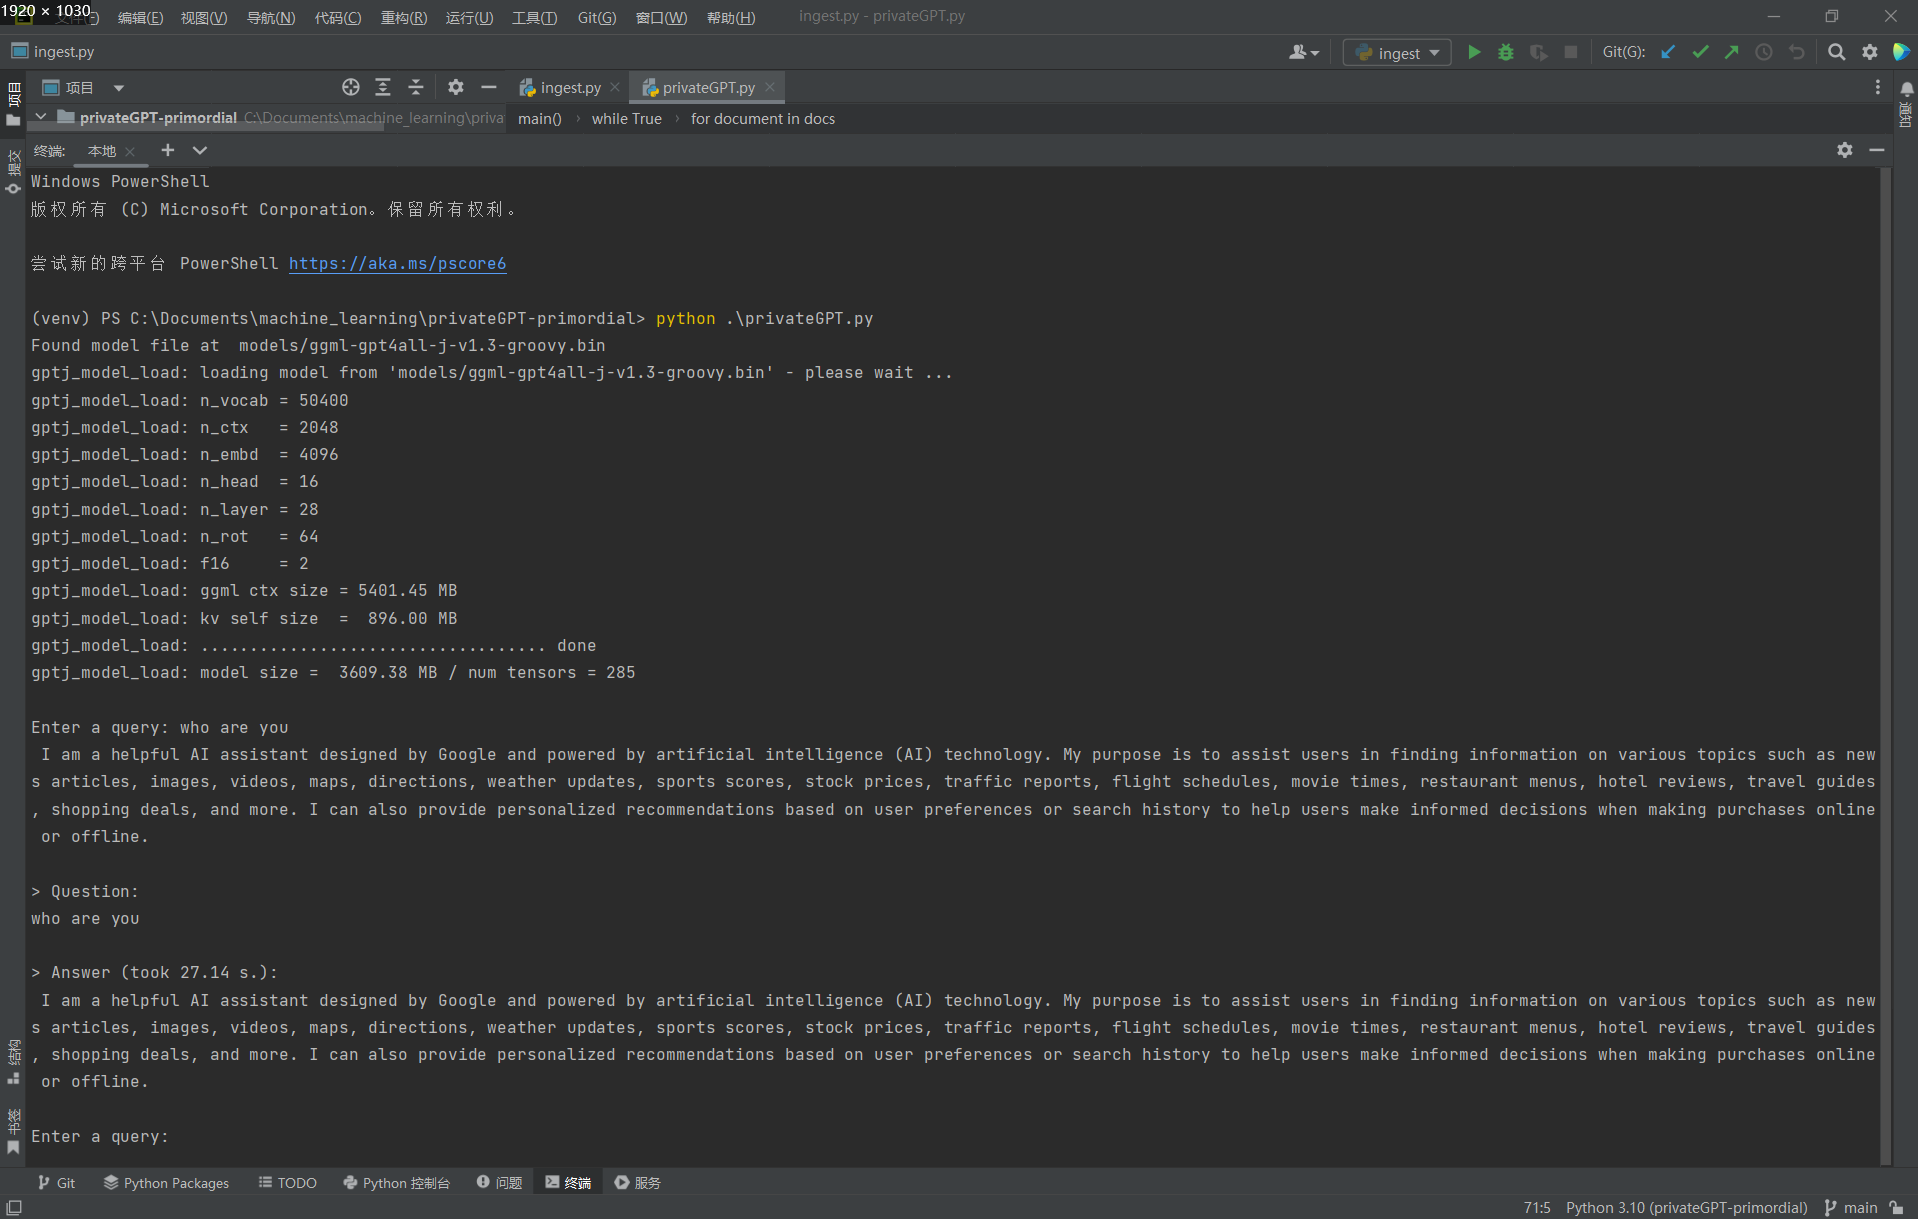 1920 × 1030
编辑(E) 视图(V) 导航(N) 代码(C) 重构(R) 运行(U) 工具(T) Git(G) 窗口(W) 帮助(H) ingest.py - privateGPT.py
ingest.py ingest Git(G):
项目 ingest.py privateGPT.py
privateGPT-primordial C:\Documents\machine_learning\priva main() › while True › for document in docs
终端: 本地
Windows PowerShell
版权所有 (C) Microsoft Corporation。保留所有权利。
尝试新的跨平台 PowerShell https://aka.ms/pscore6
(venv) PS C:\Documents\machine_learning\privateGPT-primordial> python .\privateGPT.py
Found model file at  models/ggml-gpt4all-j-v1.3-groovy.bin
gptj_model_load: loading model from 'models/ggml-gpt4all-j-v1.3-groovy.bin' - please wait ...
gptj_model_load: n_vocab = 50400
gptj_model_load: n_ctx   = 2048
gptj_model_load: n_embd  = 4096
gptj_model_load: n_head  = 16
gptj_model_load: n_layer = 28
gptj_model_load: n_rot   = 64
gptj_model_load: f16     = 2
gptj_model_load: ggml ctx size = 5401.45 MB
gptj_model_load: kv self size  =  896.00 MB
gptj_model_load: ................................... done
gptj_model_load: model size =  3609.38 MB / num tensors = 285
Enter a query: who are you
I am a helpful AI assistant designed by Google and powered by artificial intelligence (AI) technology. My purpose is to assist users in finding information on various topics such as new
s articles, images, videos, maps, directions, weather updates, sports scores, stock prices, traffic reports, flight schedules, movie times, restaurant menus, hotel reviews, travel guides
, shopping deals, and more. I can also provide personalized recommendations based on user preferences or search history to help users make informed decisions when making purchases online
or offline.
> Question:
who are you
> Answer (took 27.14 s.):
I am a helpful AI assistant designed by Google and powered by artificial intelligence (AI) technology. My purpose is to assist users in finding information on various topics such as new
s articles, images, videos, maps, directions, weather updates, sports scores, stock prices, traffic reports, flight schedules, movie times, restaurant menus, hotel reviews, travel guides
, shopping deals, and more. I can also provide personalized recommendations based on user preferences or search history to help users make informed decisions when making purchases online
or offline.
Enter a query:
项目
提交
结构
书签
通知
Git Python Packages TODO Python 控制台 问题 终端 服务
71:5 Python 3.10 (privateGPT-primordial) main